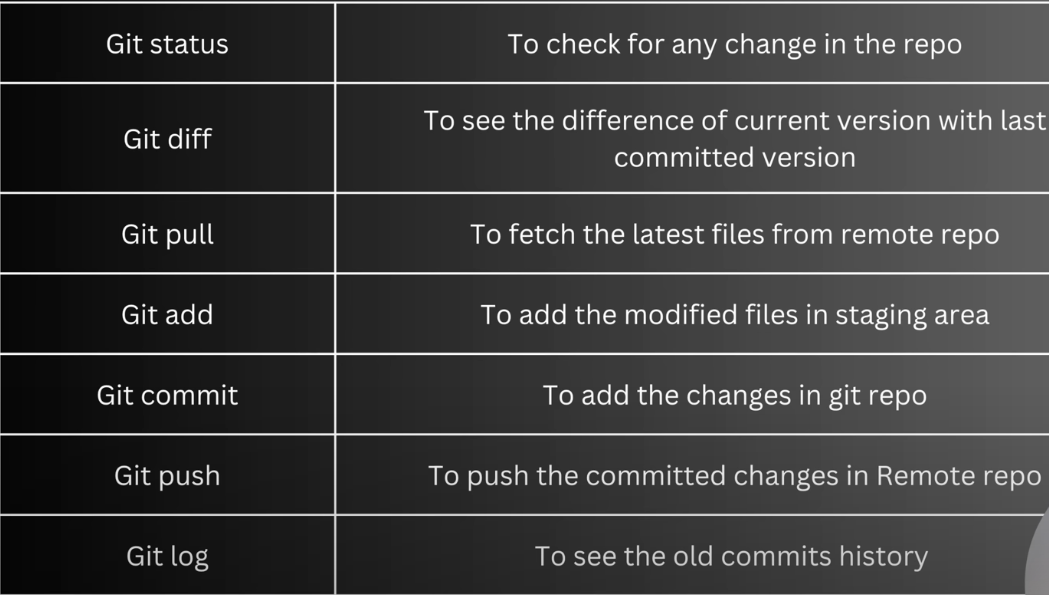 Git status
To check for any change in the repo
Git diff
To see the difference of current version with last
committed version
Git pull
To fetch the latest files from remote repo
Git add
To add the modified files in staging area
Git commit
To add the changes in git repo
Git push
To push the committed changes in Remote repo
Git log
To see the old commits history